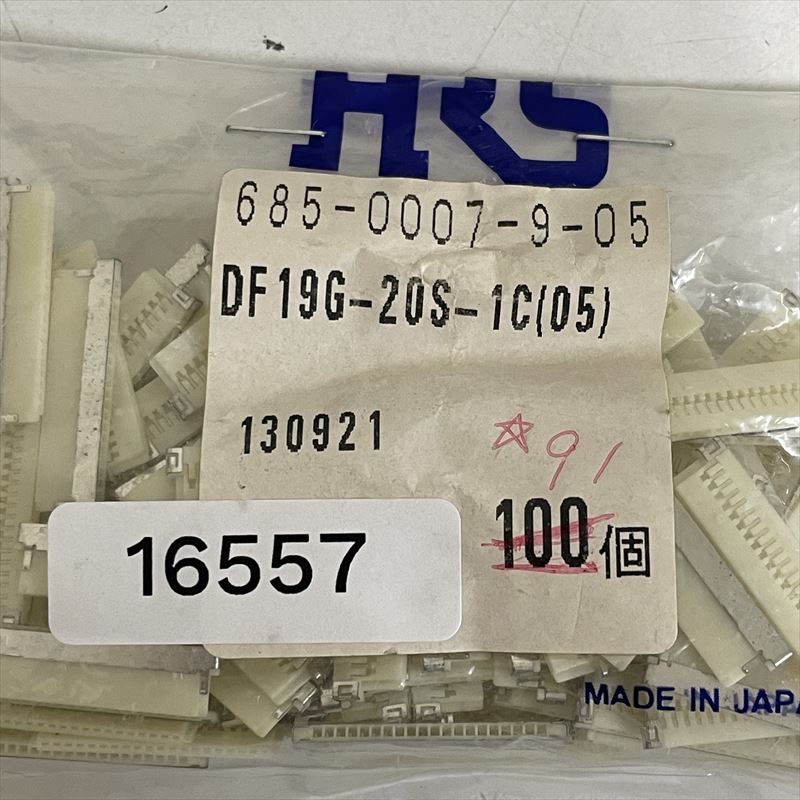 HRS
685-0007-9-05
DF19G-20S-1C(05)
130921
☆91
100個
16557
MADE IN JAPA